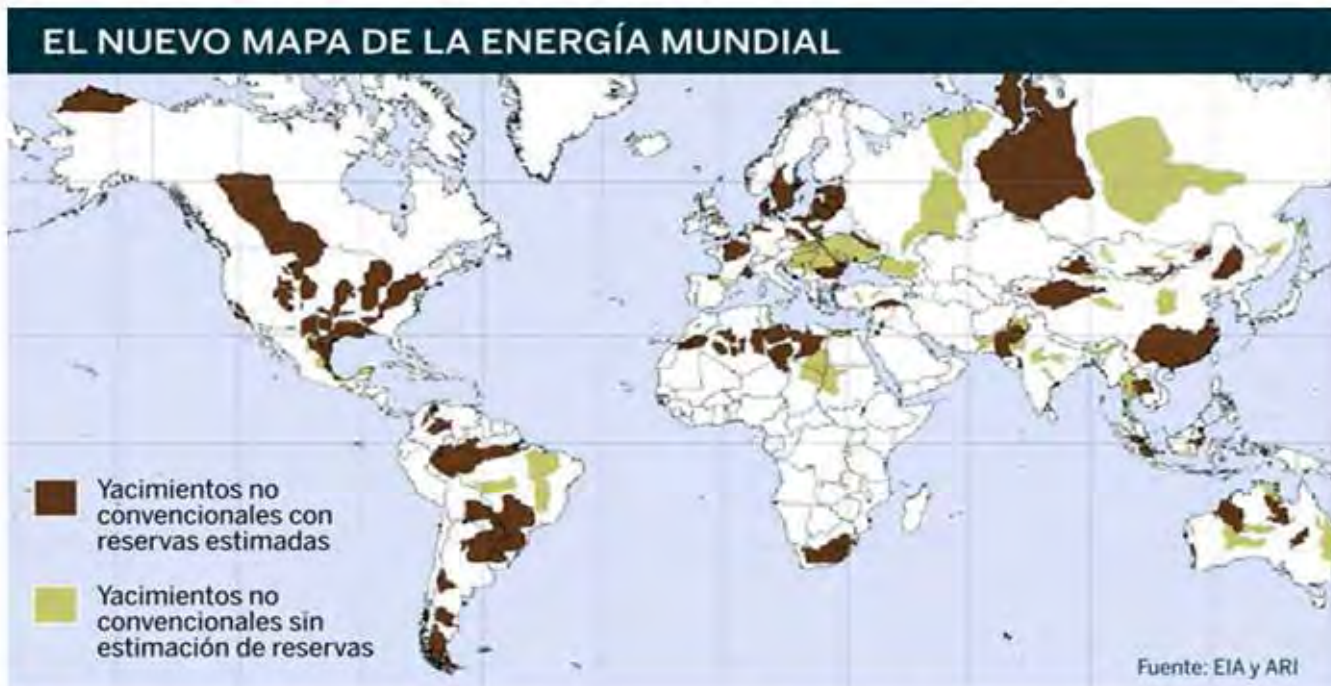 EL NUEVO MAPA DE LA ENERGÍA MUNDIAL
Yacimientos no
convencionales con
reservas estimadas
Yacimientos no
convencionales sin
estimación de reservas
Fuente: EIA y ARI